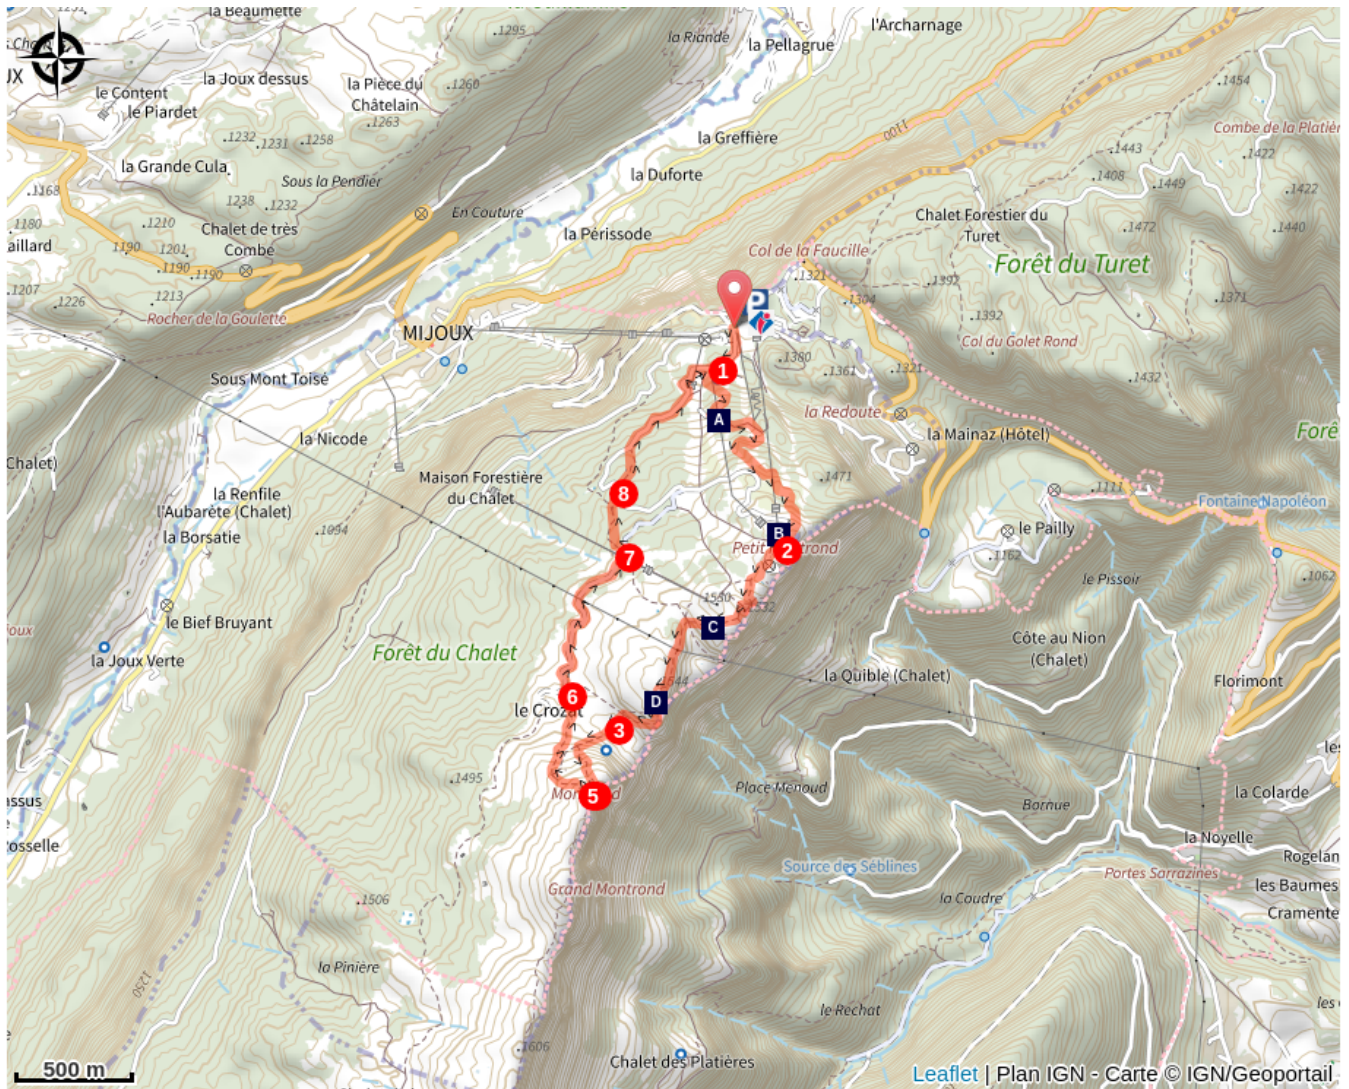 la Beaumette
.1295
la Riande
la Pellagrue
l'Archarnage
la Joux dessus
la Pièce du
Châtelain
.1260
le Content
le Piardet
.1263
la Greffière
1100
.1454
Combe de la Platièr
.1232
.1231
.1258
la Grande Cula
.1443
.1422
.1168
Sous la Pendier
la Duforte
.1408
.1449
.1422
1238
.1232
En Couture
Chalet Forestier du
Turet
.1180
.1210
Chalet de très
Combe
la Périssode
.1472
.1440
aillard
1190
.1201
Col de la Faucille
Forêt du Turet
.1190
.1190
.1321
.1392
.1207
.1226
.1213
.1304
.1371
Rocher de la Goulette
P
.1392
MIJOUX
Col du Golet Rond
.1380
.1361
.1321
Sous Mont Toisé
1
.1432
la Redoute
A
la Nicode
la Mainaz (Hôtel)
Forê
Chalet)
Maison Forestière
du Chalet
.1471
.1111
la Renfile
8
Fontaine Napoléon
l'Aubarète (Chalet)
.1094
le Pailly
la Borsatie
B
2
7
.1162
le Pissoir
.1062
1530
le Bief Bruyant
C
la Joux Verte
Forêt du Chalet
Côte au Nion
(Chalet)
la Quible (Chalet)
Florimont
6
D
le Crozat
3
.1495
Place Menoud
5
la Colarde
assus
Bornue
la Noyelle
osselle
Rogelan
Source des Séblines
Portes Sarrazines
Grand Montrond
les Baumes
.1506
la Coudre
Cramente
la Pinière
1250
le Rechat
les
.1606
Chalet des Platières
500 m
Leaflet | Plan IGN - Carte © IGN/Geoportail